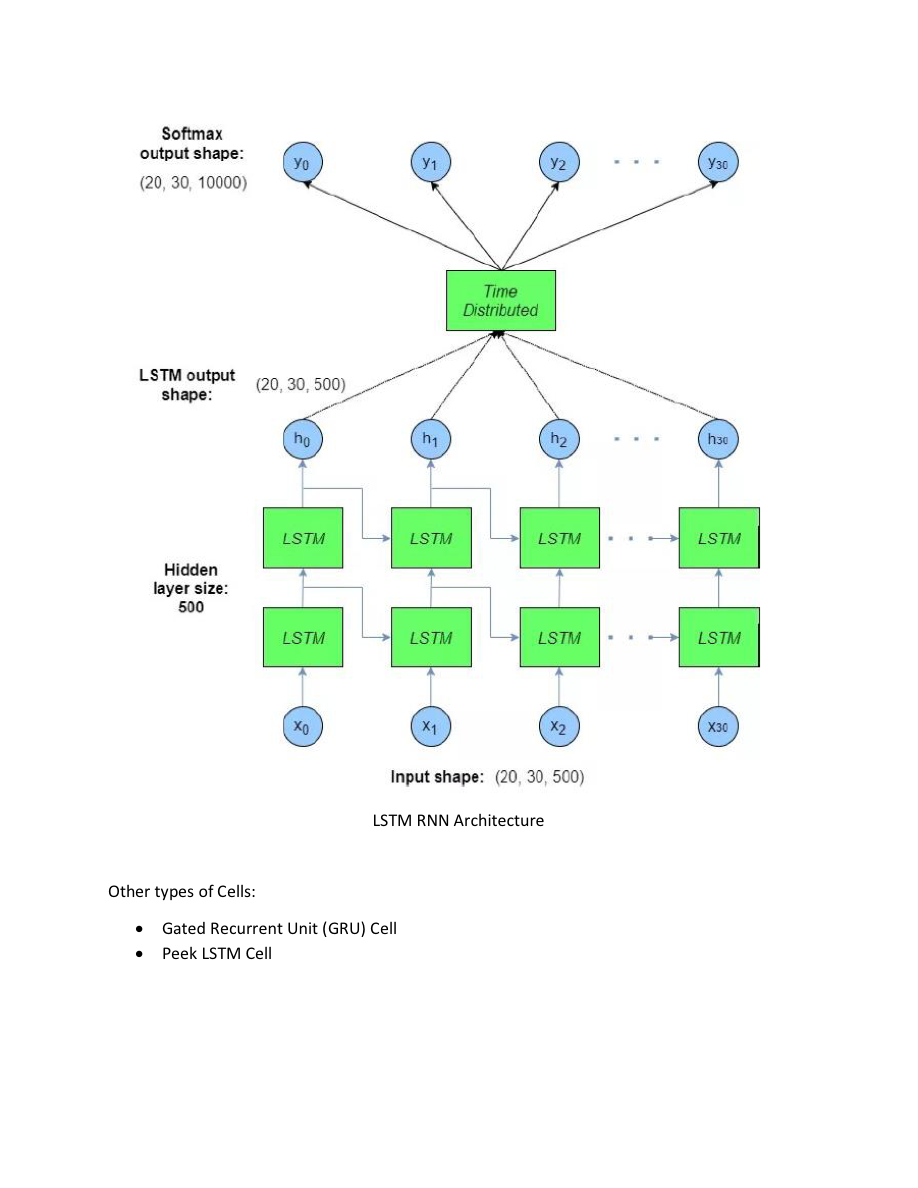 Softmax
output shape:
(20, 30, 10000)
y0 y1 y2 . . . y30
Time
Distributed
LSTM output
shape:
(20, 30, 500)
h0 h1 h2 . . . h30
LSTM LSTM LSTM . . . LSTM
Hidden
layer size:
500
LSTM LSTM LSTM . . . LSTM
x0 x1 x2 x30
Input shape: (20, 30, 500)
LSTM RNN Architecture
Other types of Cells:
• Gated Recurrent Unit (GRU) Cell
• Peek LSTM Cell